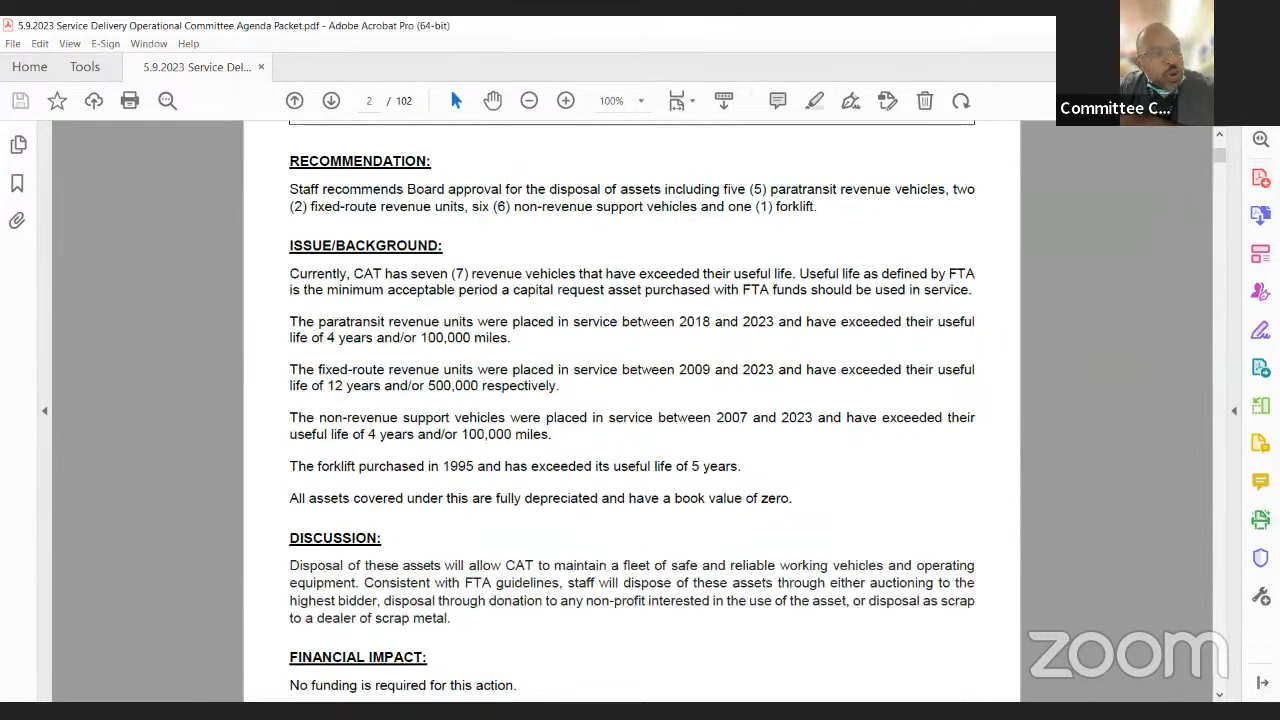 5.9.2023 Service Delivery Operational Committee Agenda Packet.pdf - Adobe Acrobat Pro (64-bit)
File Edit View E-Sign Window Help
Home Tools 5.9.2023 Service Del... ×
2 / 102 100%
Committee C...
RECOMMENDATION:
Staff recommends Board approval for the disposal of assets including five (5) paratransit revenue vehicles, two
(2) fixed-route revenue units, six (6) non-revenue support vehicles and one (1) forklift.
ISSUE/BACKGROUND:
Currently, CAT has seven (7) revenue vehicles that have exceeded their useful life. Useful life as defined by FTA
is the minimum acceptable period a capital request asset purchased with FTA funds should be used in service.
The paratransit revenue units were placed in service between 2018 and 2023 and have exceeded their useful
life of 4 years and/or 100,000 miles.
The fixed-route revenue units were placed in service between 2009 and 2023 and have exceeded their useful
life of 12 years and/or 500,000 respectively.
The non-revenue support vehicles were placed in service between 2007 and 2023 and have exceeded their
useful life of 4 years and/or 100,000 miles.
The forklift purchased in 1995 and has exceeded its useful life of 5 years.
All assets covered under this are fully depreciated and have a book value of zero.
DISCUSSION:
Disposal of these assets will allow CAT to maintain a fleet of safe and reliable working vehicles and operating
equipment. Consistent with FTA guidelines, staff will dispose of these assets through either auctioning to the
highest bidder, disposal through donation to any non-profit interested in the use of the asset, or disposal as scrap
to a dealer of scrap metal.
FINANCIAL IMPACT:
No funding is required for this action.
zoom